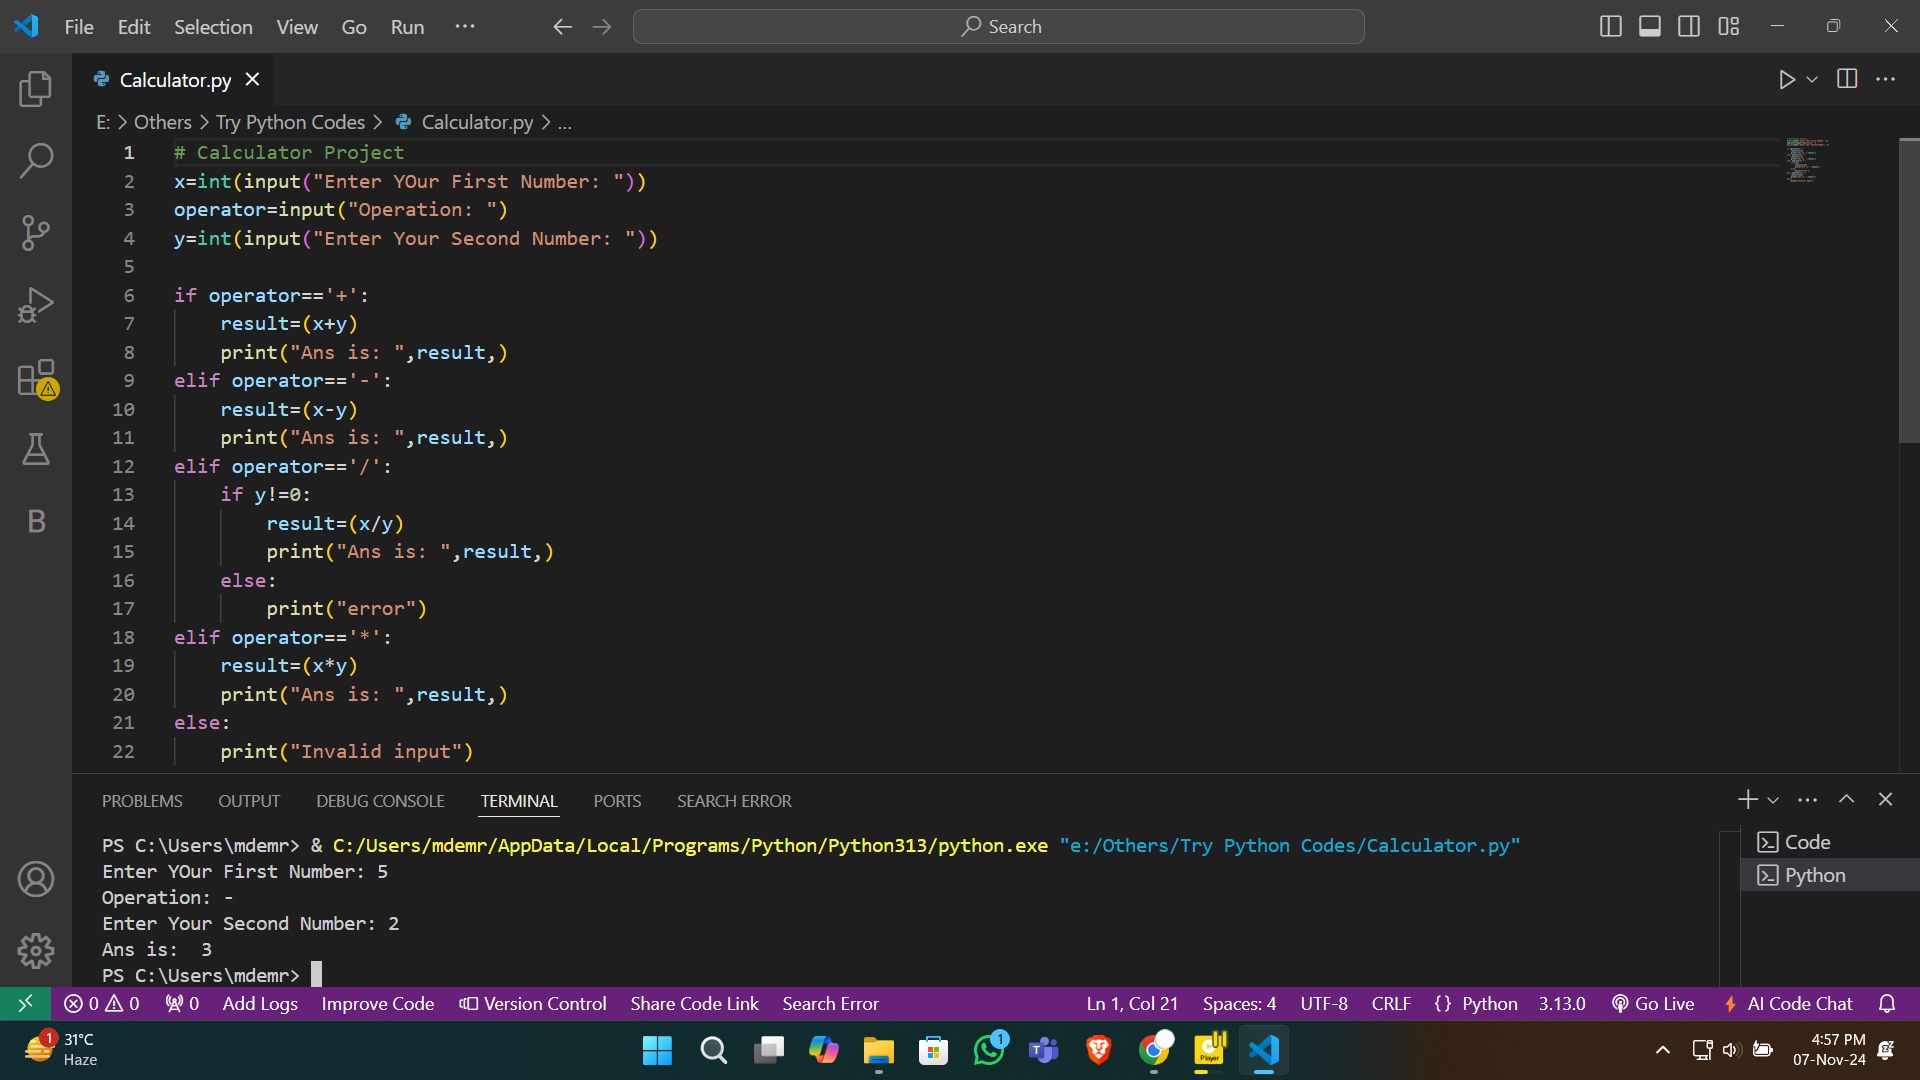 File Edit Selection View Go Run ··· Search
Calculator.py
E: > Others > Try Python Codes > Calculator.py > ...
1 # Calculator Project
2 x=int(input("Enter YOur First Number: "))
3 operator=input("Operation: ")
4 y=int(input("Enter Your Second Number: "))
5
6 if operator=='+':
7 result=(x+y)
8 print("Ans is: ",result,)
9 elif operator=='-':
10 result=(x-y)
11 print("Ans is: ",result,)
12 elif operator=='/':
13 if y!=0:
14 result=(x/y)
15 print("Ans is: ",result,)
16 else:
17 print("error")
18 elif operator=='*':
19 result=(x*y)
20 print("Ans is: ",result,)
21 else:
22 print("Invalid input")
B
PROBLEMS OUTPUT DEBUG CONSOLE TERMINAL PORTS SEARCH ERROR
PS C:\Users\mdemr> & C:/Users/mdemr/AppData/Local/Programs/Python/Python313/python.exe "e:/Others/Try Python Codes/Calculator.py"
Enter YOur First Number: 5
Operation: -
Enter Your Second Number: 2
Ans is:  3
PS C:\Users\mdemr>
Code
Python
0 0 0 Add Logs Improve Code Version Control Share Code Link Search Error Ln 1, Col 21 Spaces: 4 UTF-8 CRLF {} Python 3.13.0 Go Live AI Code Chat
1 31°C
Haze
1
Player
4:57 PM
07-Nov-24